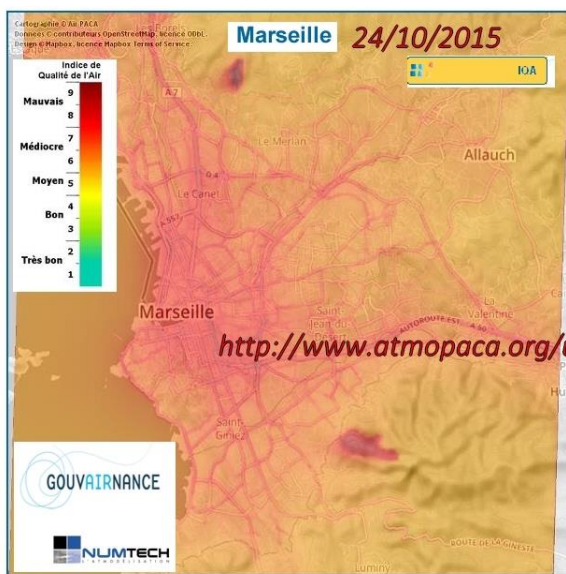 Cartographie © Air PACA
Données © contributeurs OpenStreetMap, licence ODbL.
Design © Mapbox, licence Mapbox Terms of Service
Marseille 24/10/2015
IQA
Indice de
Qualité de l'Air
Mauvais
Médiocre
Moyen
Bon
Très bon
9
8
7
6
5
4
3
2
1
A 7
Le Merlan
Allauch
D 4
Le Canet
A 557
Marseille
La
Valentine
Saint
Jean-du
Désert
AUTOROUTE EST A 50
http://www.atmopaca.org/
Saint-
Giniez
GOUVAIRNANCE
NUMTECH
L'ATMODÉLISATION
ROUTE DE LA GINESTE
Luminy